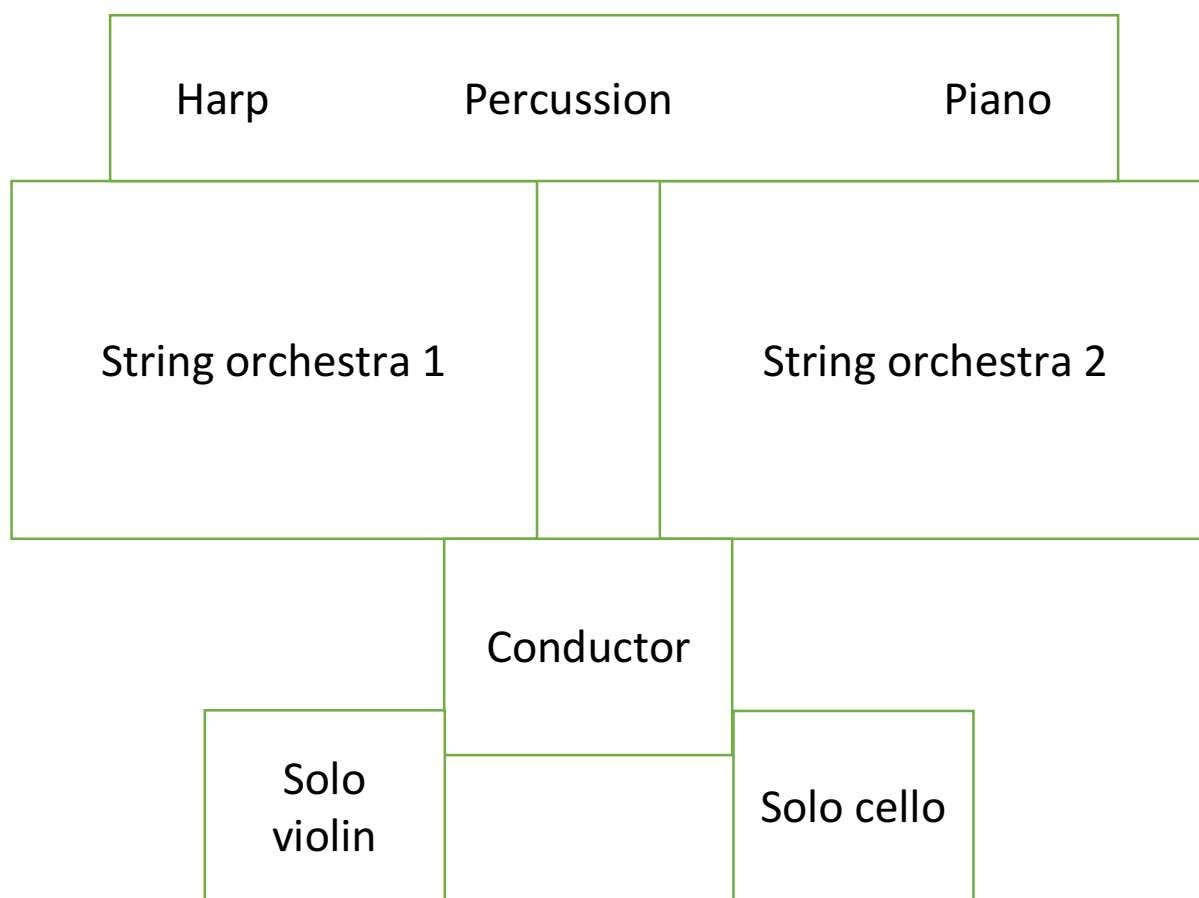 Harp Percussion Piano
String orchestra 1 String orchestra 2
Conductor
Solo
violin
Solo cello